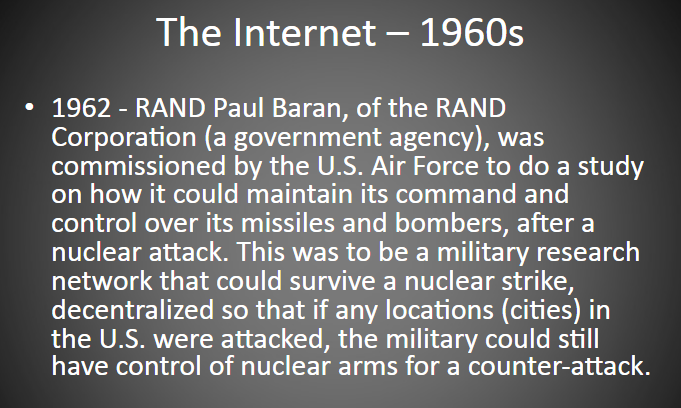 The Internet – 1960s
• 1962 - RAND Paul Baran, of the RAND
Corporation (a government agency), was
commissioned by the U.S. Air Force to do a study
on how it could maintain its command and
control over its missiles and bombers, after a
nuclear attack. This was to be a military research
network that could survive a nuclear strike,
decentralized so that if any locations (cities) in
the U.S. were attacked, the military could still
have control of nuclear arms for a counter-attack.